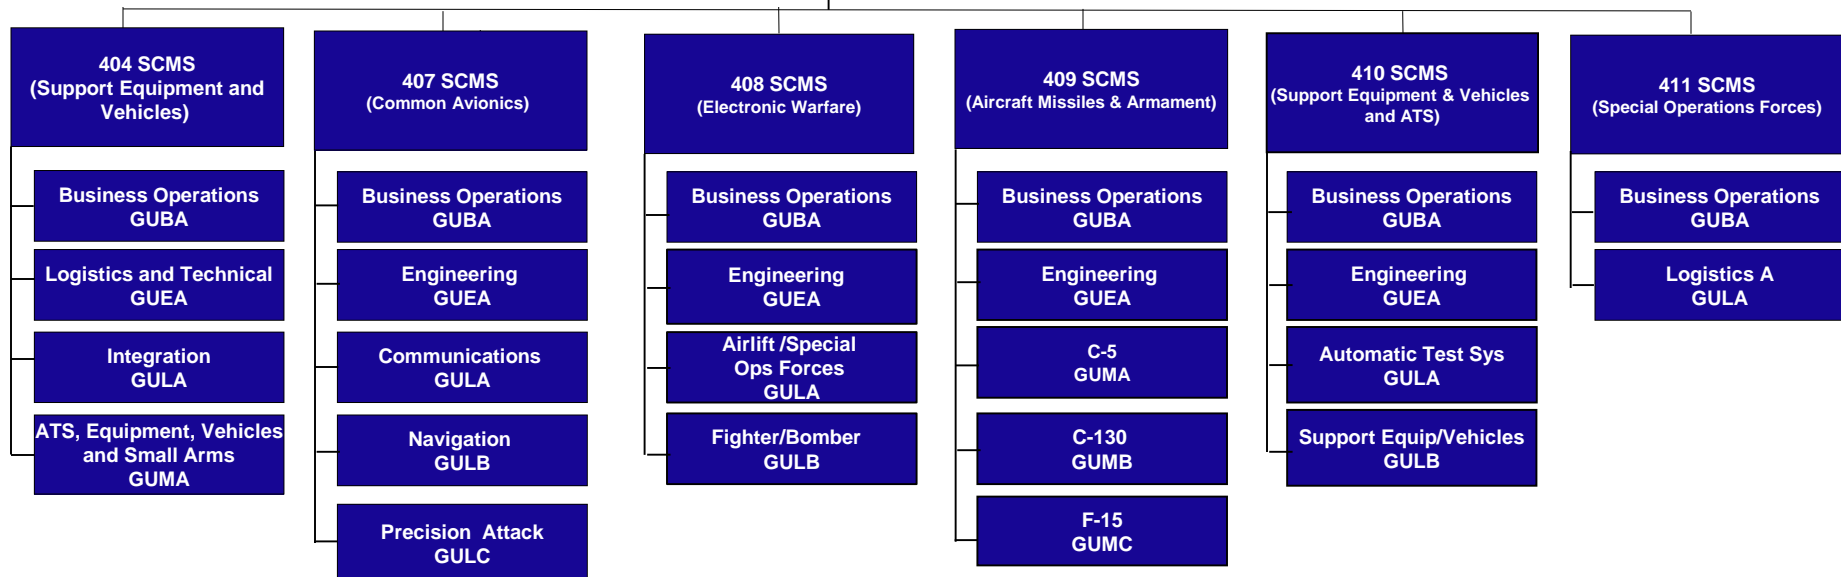 404 SCMS
(Support Equipment and
Vehicles)
Business Operations
GUBA
Logistics and Technical
GUEA
Integration
GULA
ATS, Equipment, Vehicles
and Small Arms
GUMA
407 SCMS
(Common Avionics)
Business Operations
GUBA
Engineering
GUEA
Communications
GULA
Navigation
GULB
Precision Attack
GULC
408 SCMS
(Electronic Warfare)
Business Operations
GUBA
Engineering
GUEA
Airlift /Special
Ops Forces
GULA
Fighter/Bomber
GULB
409 SCMS
(Aircraft Missiles & Armament)
Business Operations
GUBA
Engineering
GUEA
C-5
GUMA
C-130
GUMB
F-15
GUMC
410 SCMS
(Support Equipment & Vehicles
and ATS)
Business Operations
GUBA
Engineering
GUEA
Automatic Test Sys
GULA
Support Equip/Vehicles
GULB
411 SCMS
(Special Operations Forces)
Business Operations
GUBA
Logistics A
GULA